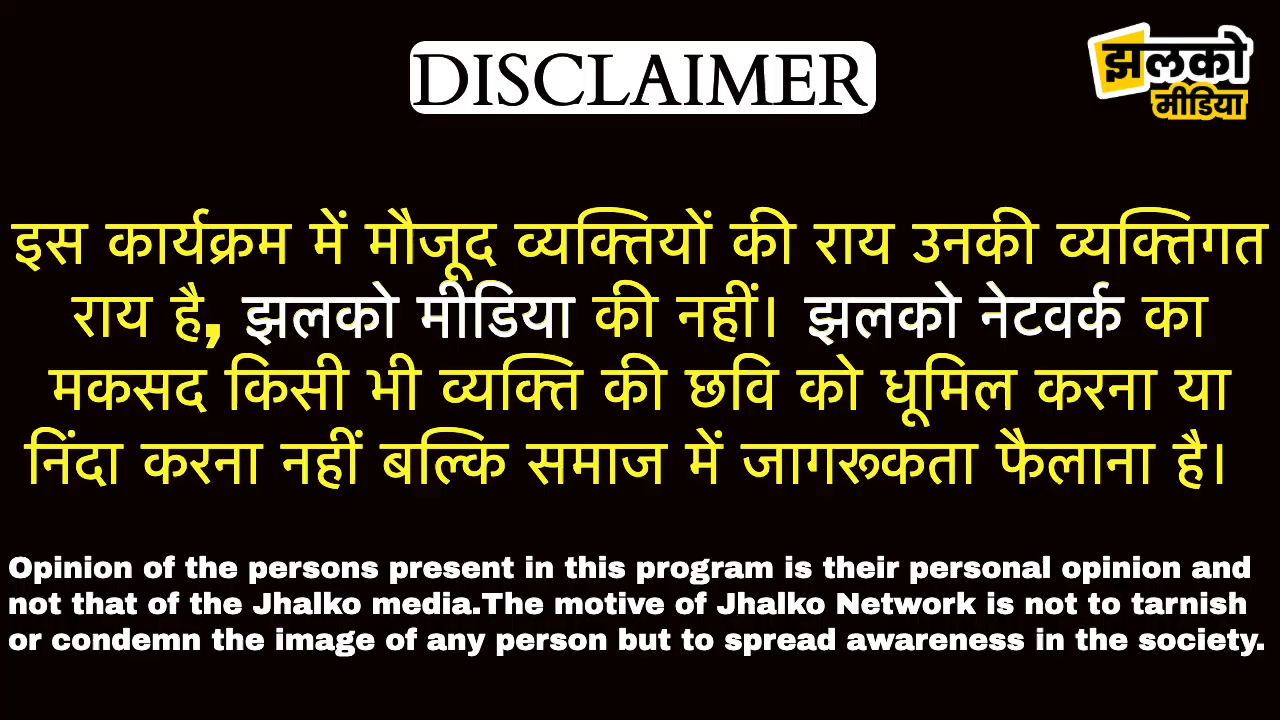 DISCLAIMER
झलको
मीडिया
इस कार्यक्रम में मौजूद व्यक्तियों की राय उनकी व्यक्तिगत
राय है, झलको मीडिया की नहीं। झलको नेटवर्क का
मकसद किसी भी व्यक्ति की छवि को धूमिल करना या
निंदा करना नहीं बल्कि समाज में जागरूकता फैलाना है।
Opinion of the persons present in this program is their personal opinion and
not that of the Jhalko media.The motive of Jhalko Network is not to tarnish
or condemn the image of any person but to spread awareness in the society.